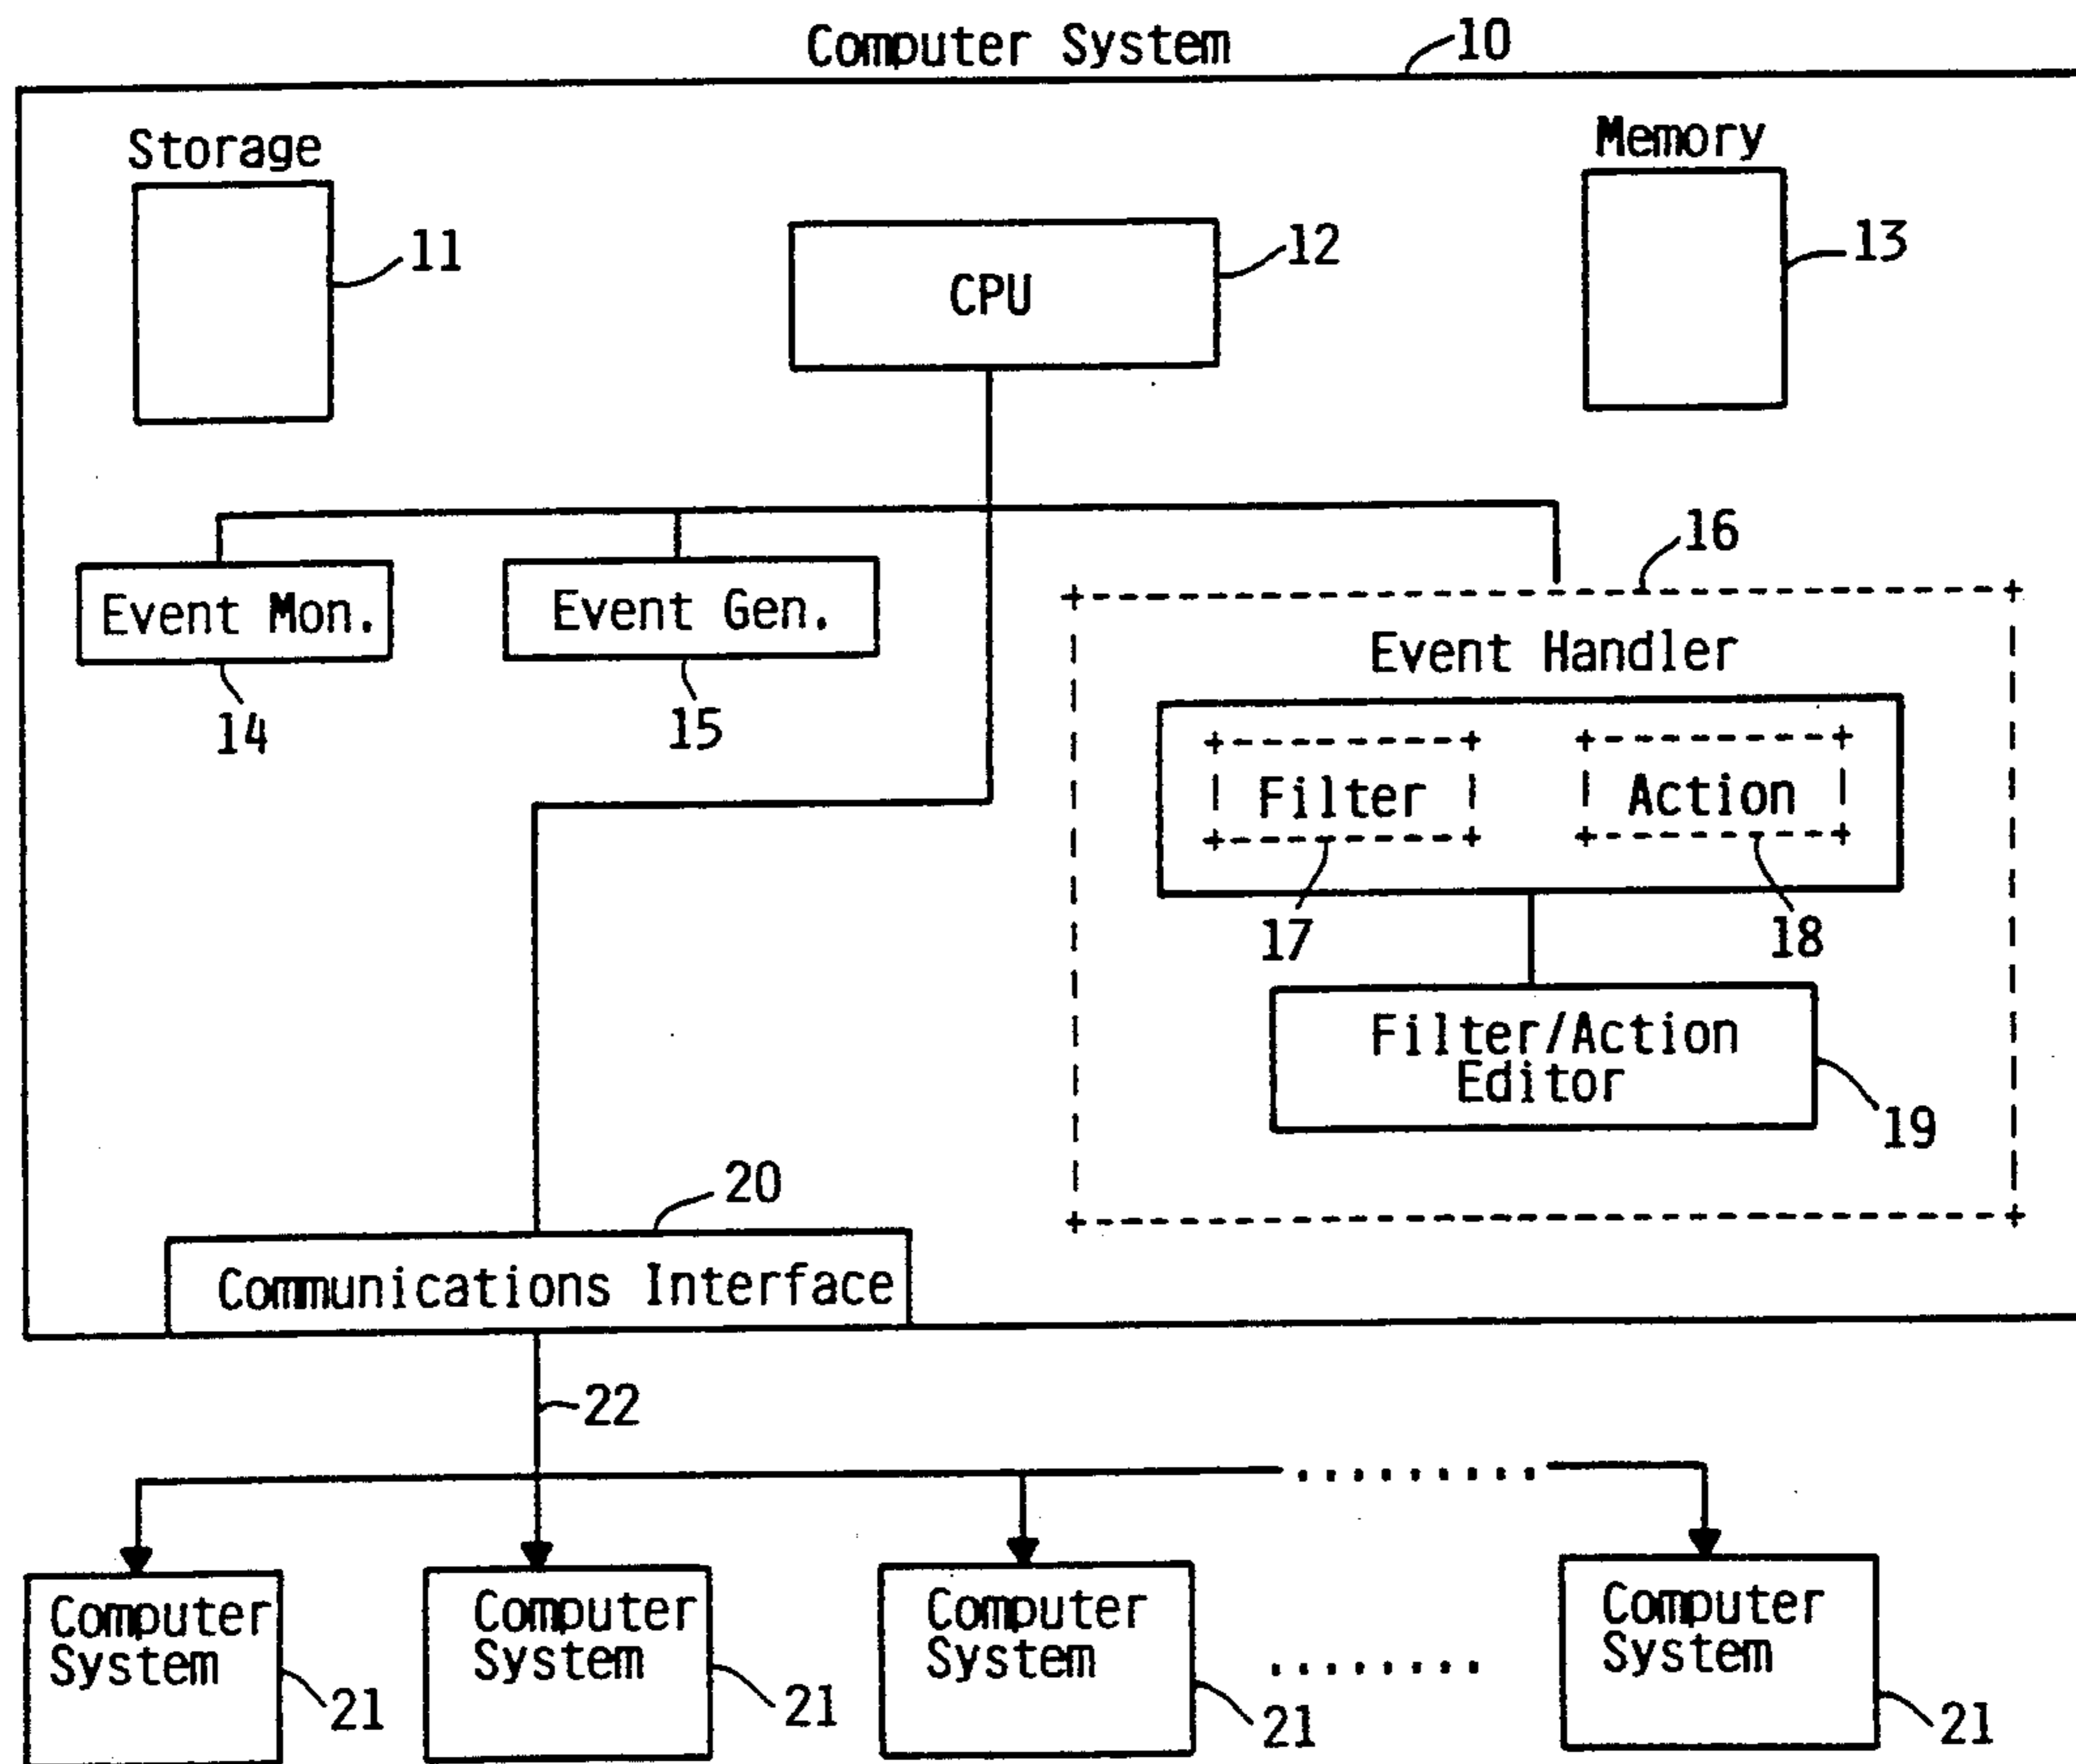 Computer System
10
Storage
Memory
11
CPU
12
13
16
Event Mon.
Event Gen.
Event Handler
14
15
Filter
Action
17
18
Filter/Action
Editor
19
20
Communications Interface
22
Computer
System
21
Computer
System
21
Computer
System
21
Computer
System
21